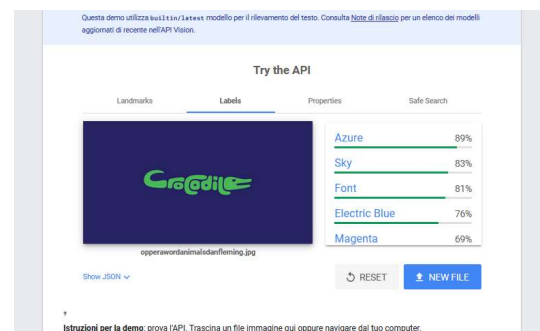 Questa demo utilizza builtin/latest modello per il rilevamento del testo. Consulta Note di rilascio per un elenco dei modelli
aggiornati di recente nell'API Vision.
Try the API
Landmarks
Labels
Properties
Safe Search
Crocodile
Azure 89%
Sky 83%
Font 81%
Electric Blue 76%
Magenta 69%
opperawordanimalsdanfleming.jpg
Show JSON
RESET
NEW FILE
Istruzioni per la demo: prova l'API. Trascina un file immagine qui oppure navigare dal tuo computer.